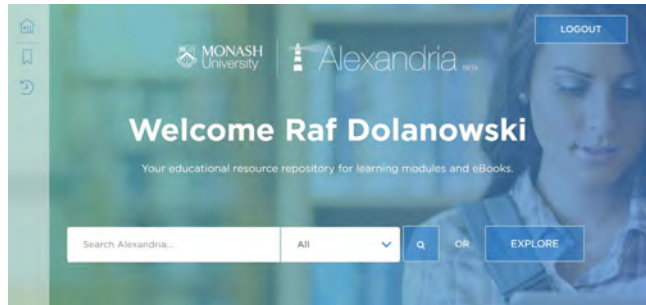 LOGOUT
MONASH
University
Alexandria BETA
Welcome Raf Dolanowski
Your educational resource repository for learning modules and eBooks.
Search Alexandria...
All
OR
EXPLORE